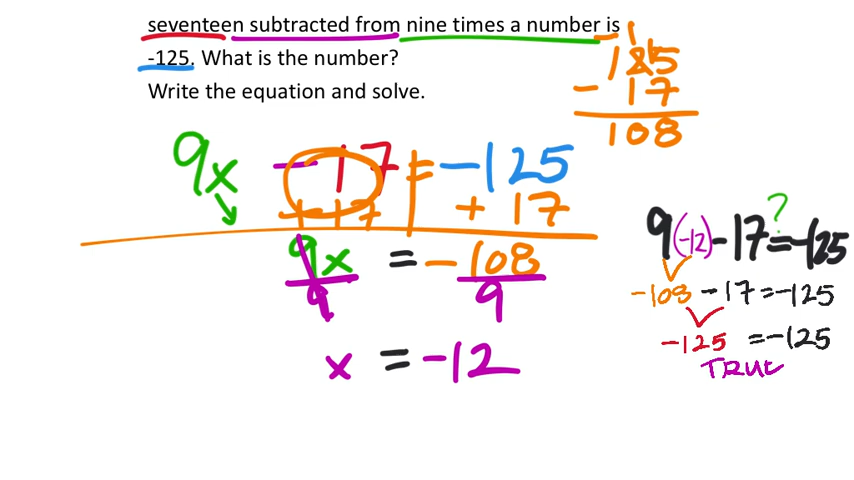 seventeen subtracted from nine times a number is
-125. What is the number?
Write the equation and solve.
1
125
- 17
108
9x - 17 = -125
+17 + 17
9x = -108
9 9
x = -12
9(-12)-17=-125
?
-108 -17=-125
-125 =-125
TRUE